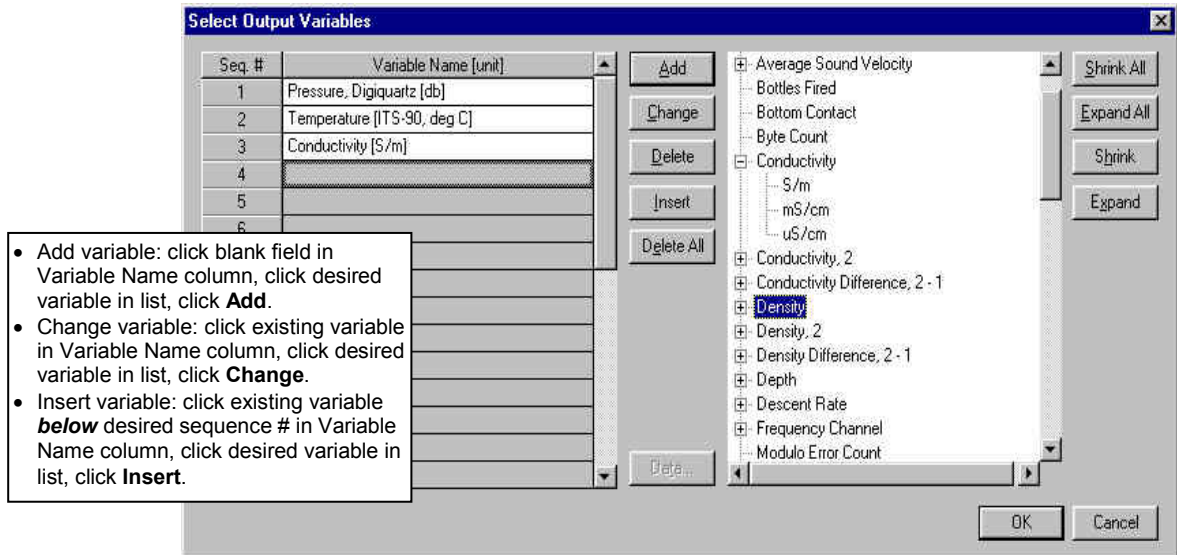 Select Output Variables
Seq. #
Variable Name [unit]
1
Pressure, Digiquartz [db]
2
Temperature [ITS-90, deg C]
3
Conductivity [S/m]
4
5
6
• Add variable: click blank field in
Variable Name column, click desired
variable in list, click Add.
• Change variable: click existing variable
in Variable Name column, click desired
variable in list, click Change.
• Insert variable: click existing variable
below desired sequence # in Variable
Name column, click desired variable in
list, click Insert.
Add
Change
Delete
Insert
Delete All
Data...
Average Sound Velocity
Bottles Fired
Bottom Contact
Byte Count
Conductivity
S/m
mS/cm
uS/cm
Conductivity, 2
Conductivity Difference, 2 - 1
Density
Density, 2
Density Difference, 2 - 1
Depth
Descent Rate
Frequency Channel
Modulo Error Count
Shrink All
Expand All
Shrink
Expand
OK
Cancel